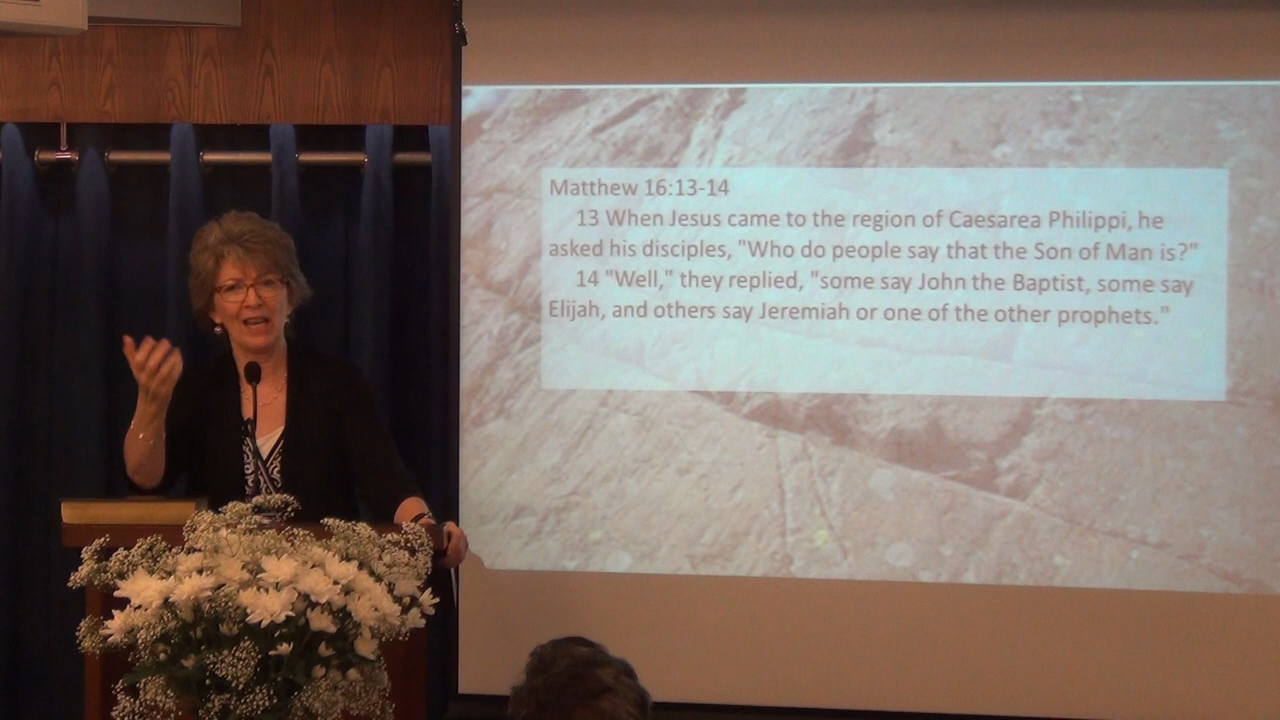 Matthew 16:13-14
13 When Jesus came to the region of Caesarea Philippi, he
asked his disciples, "Who do people say that the Son of Man is?"
14 "Well," they replied, "some say John the Baptist, some say
Elijah, and others say Jeremiah or one of the other prophets."